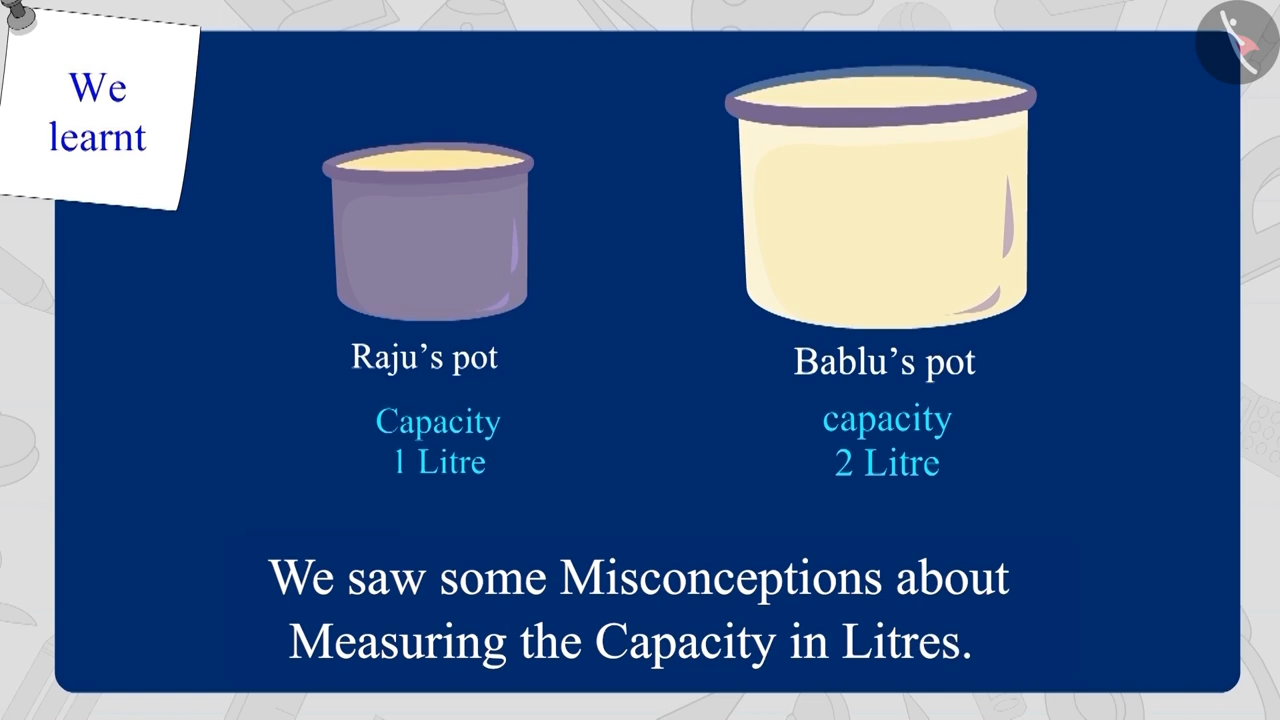 We
learnt
Raju's pot
Capacity
1 Litre
Bablu's pot
capacity
2 Litre
We saw some Misconceptions about
Measuring the Capacity in Litres.